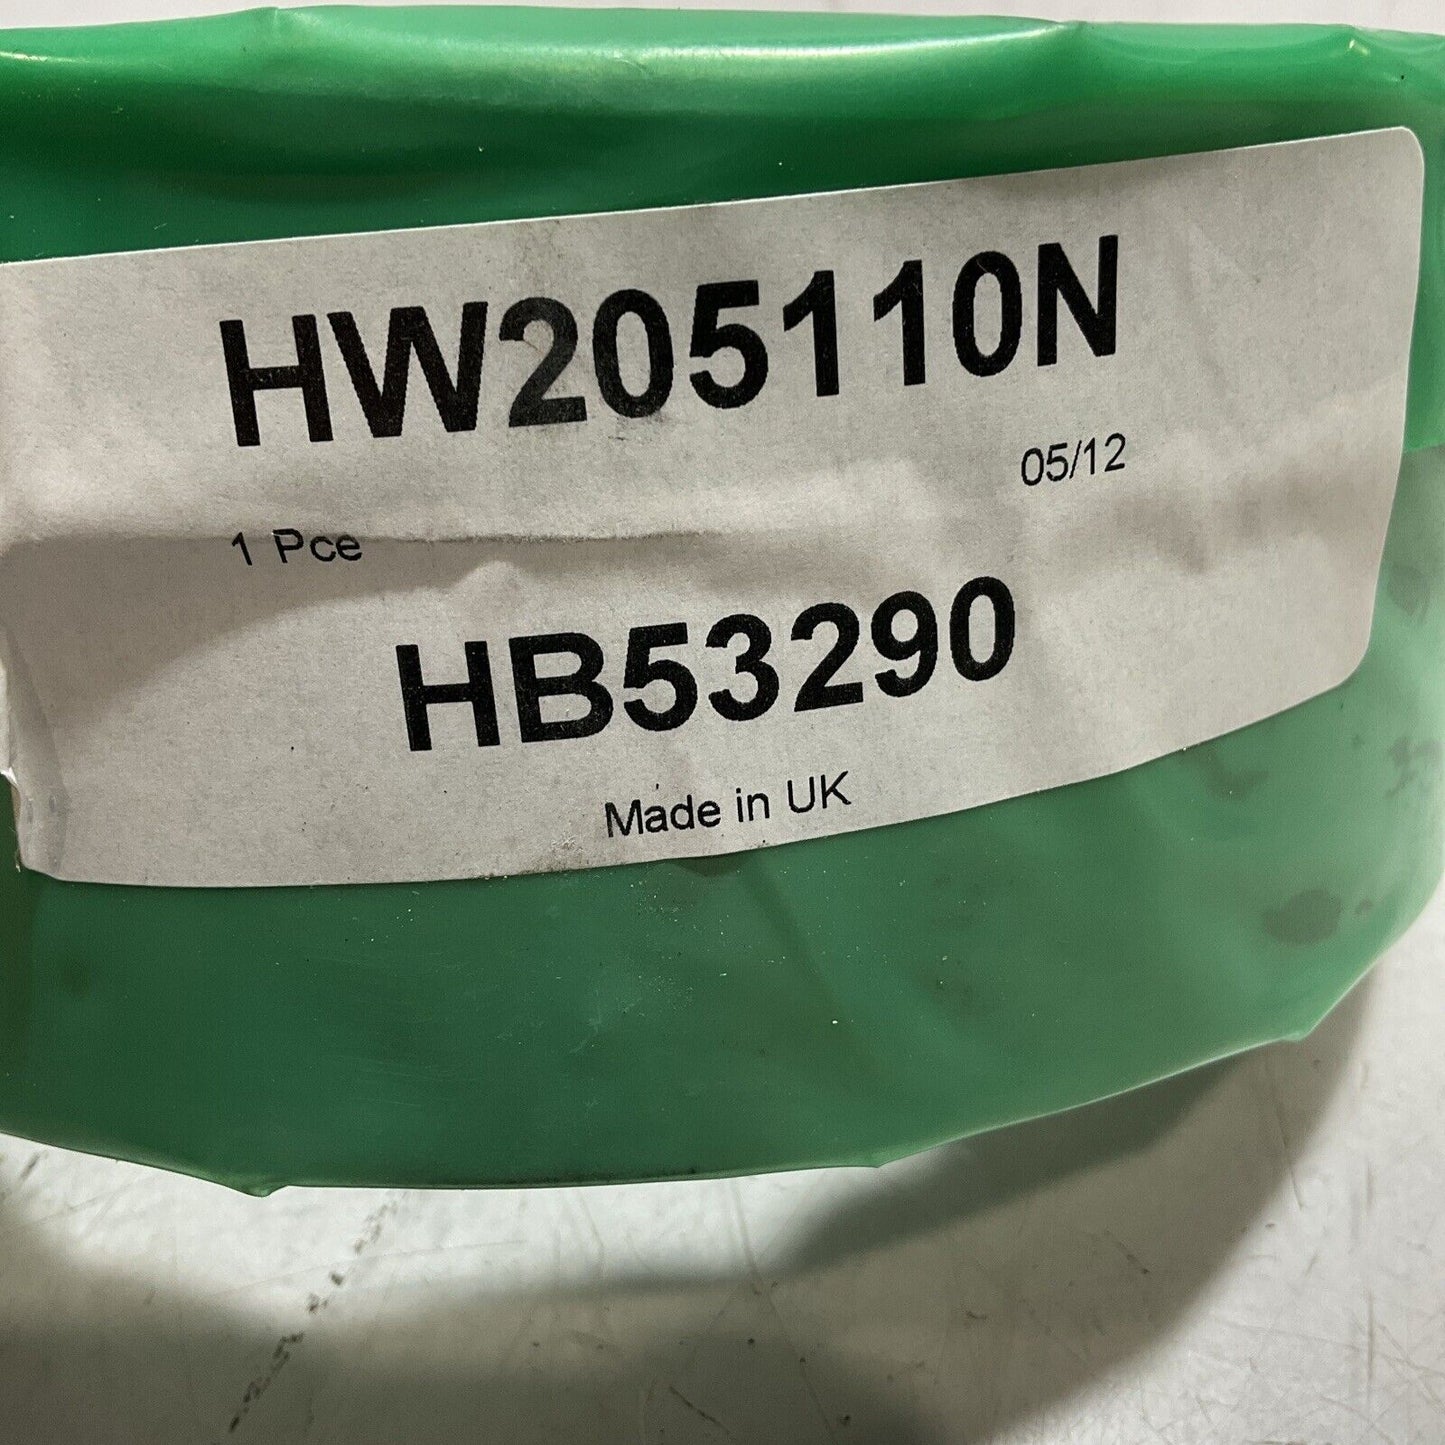 HW205110N
05/12
1 Pce
HB53290
Made in UK